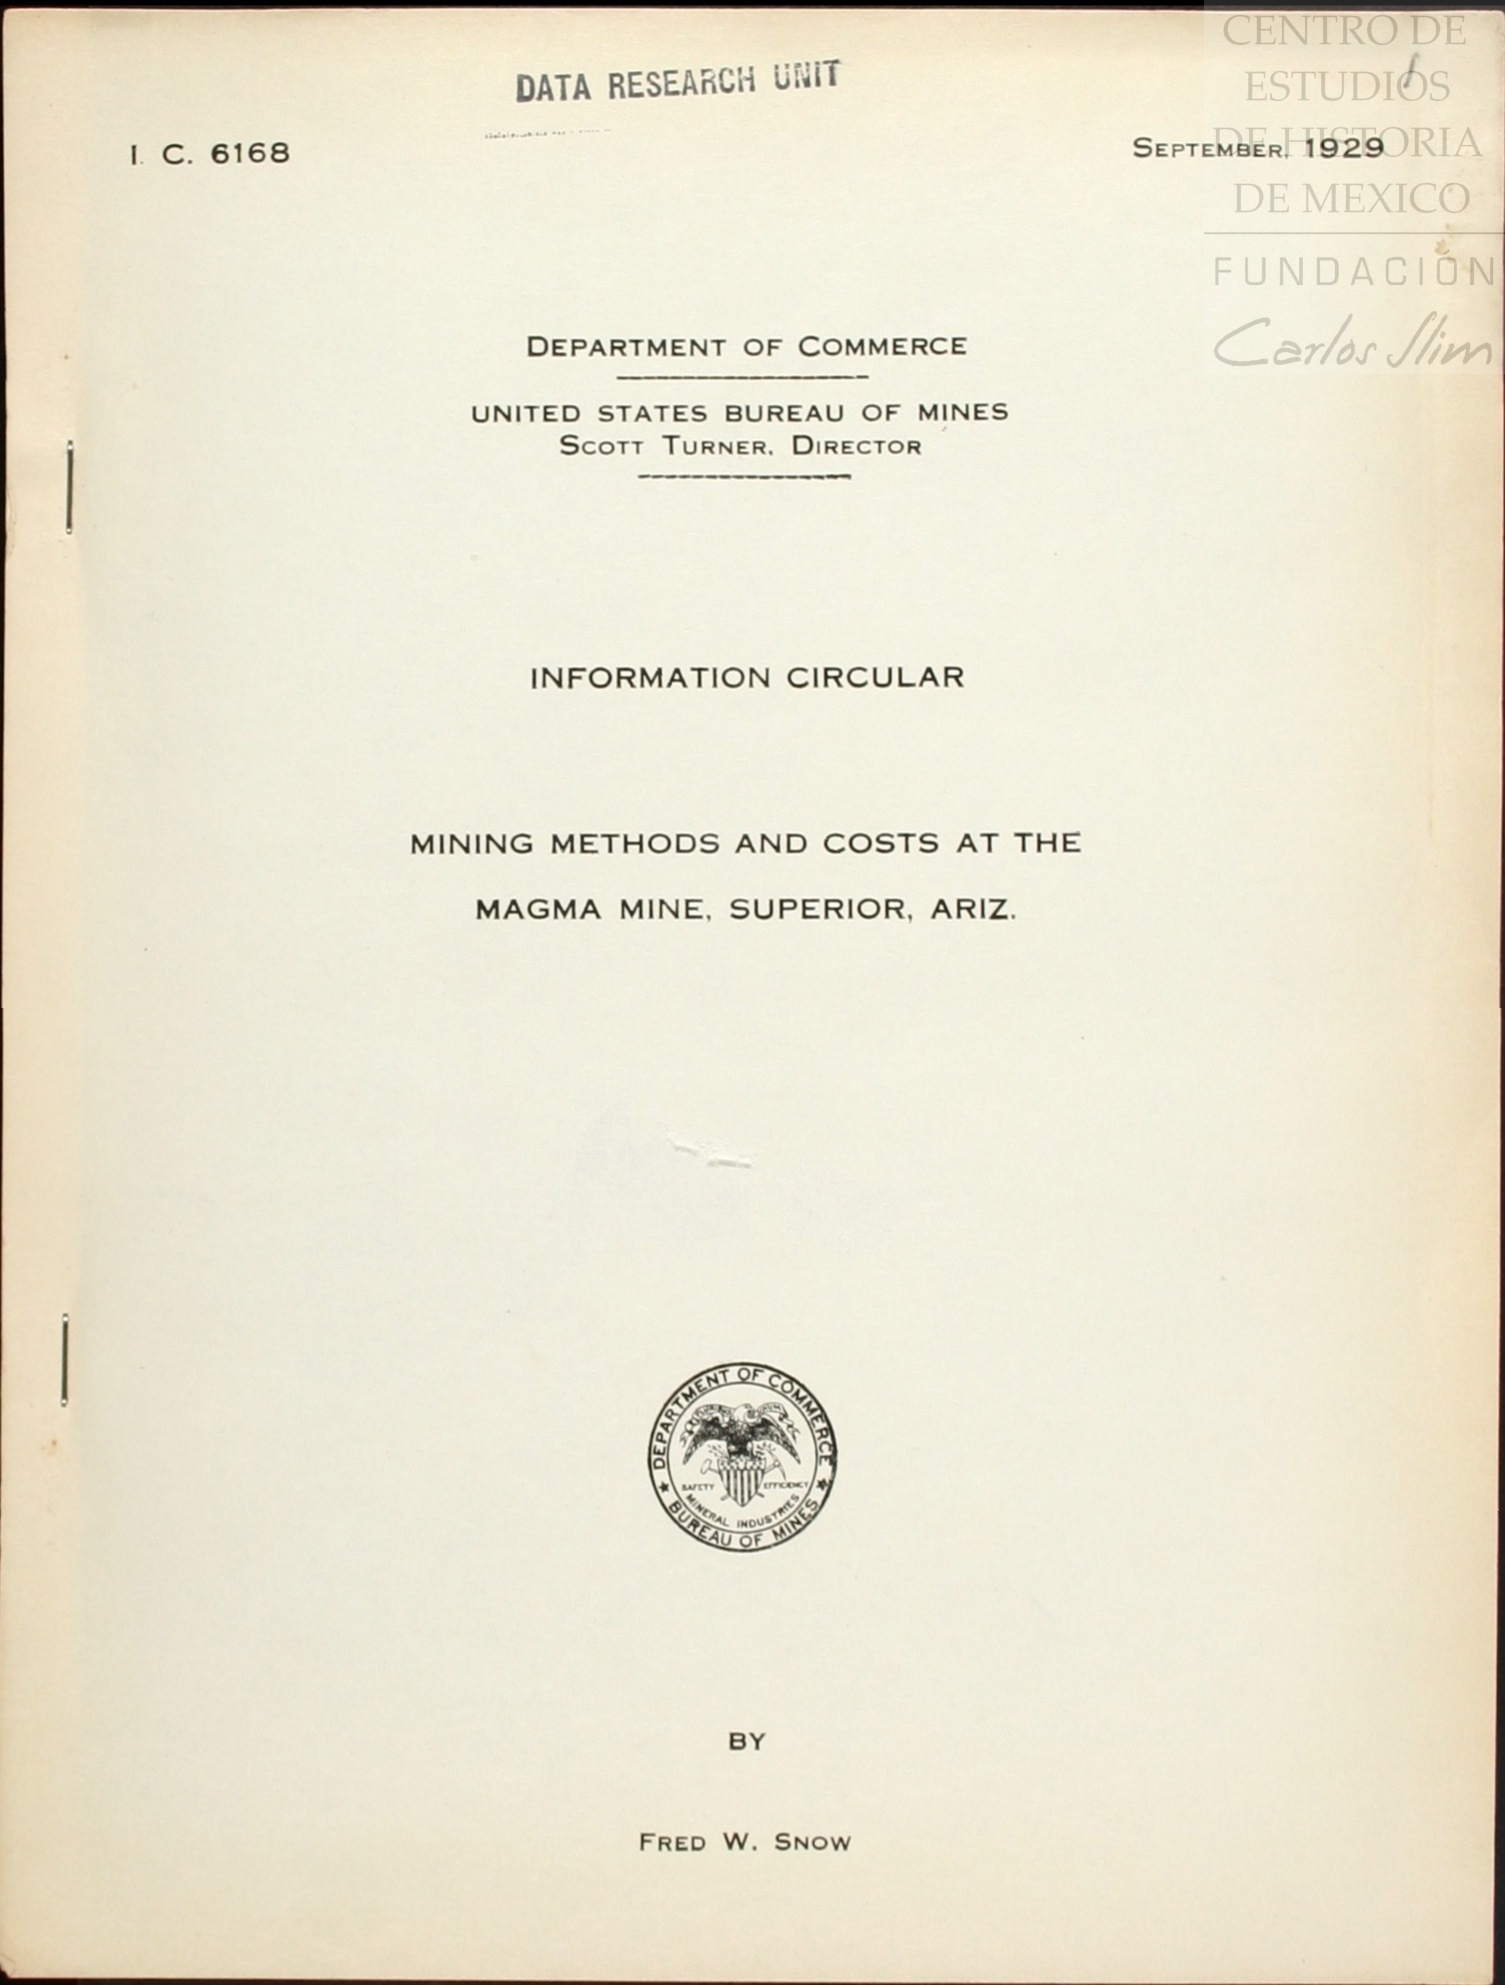 DATA RESEARCH UNIT
I. C. 6168
SEPTEMBER, 1929
CENTRO DE
ESTUDIOS
DE HISTORIA
DE MEXICO
FUNDACIÓN
Carlos Slim
DEPARTMENT OF COMMERCE
UNITED STATES BUREAU OF MINES
SCOTT TURNER, DIRECTOR
INFORMATION CIRCULAR
MINING METHODS AND COSTS AT THE
MAGMA MINE, SUPERIOR, ARIZ.
DEPARTMENT OF COMMERCE
SAFETY EFFICIENCY
MINERAL INDUSTRIES
BUREAU OF MINES
BY
FRED W. SNOW